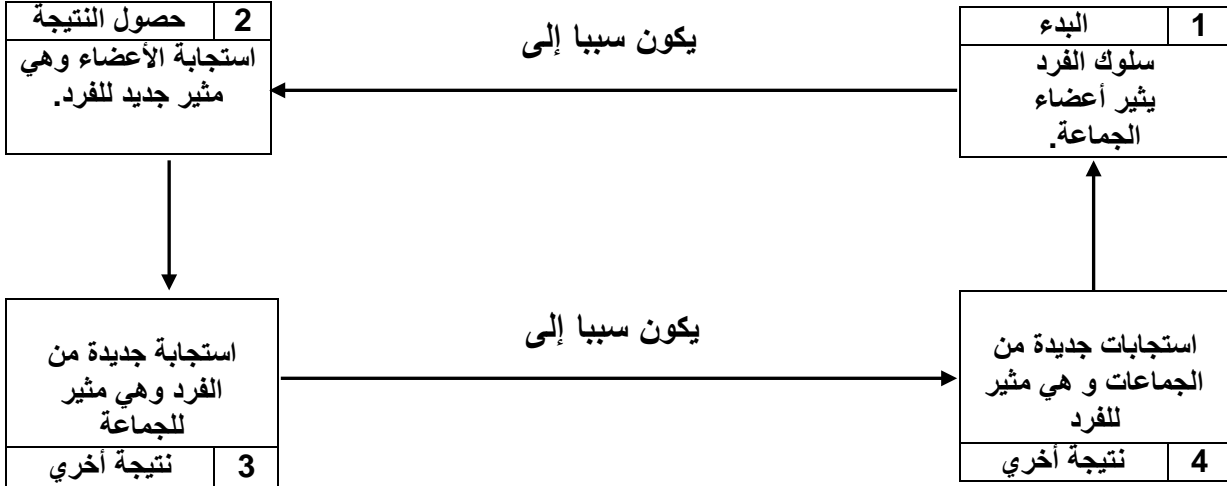 1 البدء
سلوك الفرد
يثير أعضاء
الجماعة.
يكون سببا إلى
2 حصول النتيجة
استجابة الأعضاء وهي
مثير جديد للفرد.
استجابة جديدة من
الفرد وهي مثير
للجماعة
3 نتيجة أخري
يكون سببا إلى
استجابات جديدة من
الجماعات و هي مثير
للفرد
4 نتيجة أخري